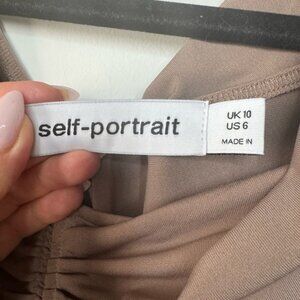 self-portrait
UK 10
US 6
MADE IN